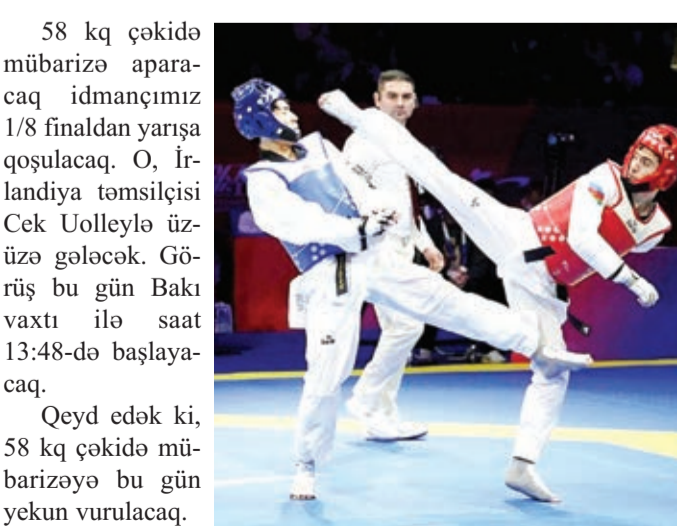 58 kq çəkidə
mübarizə apara-
caq idmançımız
1/8 finaldan yarışa
qoşulacaq. O, İr-
landiya təmsilçisi
Cek Uolleylə üz-
üzə gələcək. Gö-
rüş bu gün Bakı
vaxtı ilə saat
13:48-də başlaya-
caq.
Qeyd edək ki,
58 kq çəkidə mü-
barizəyə bu gün
yekun vurulacaq.